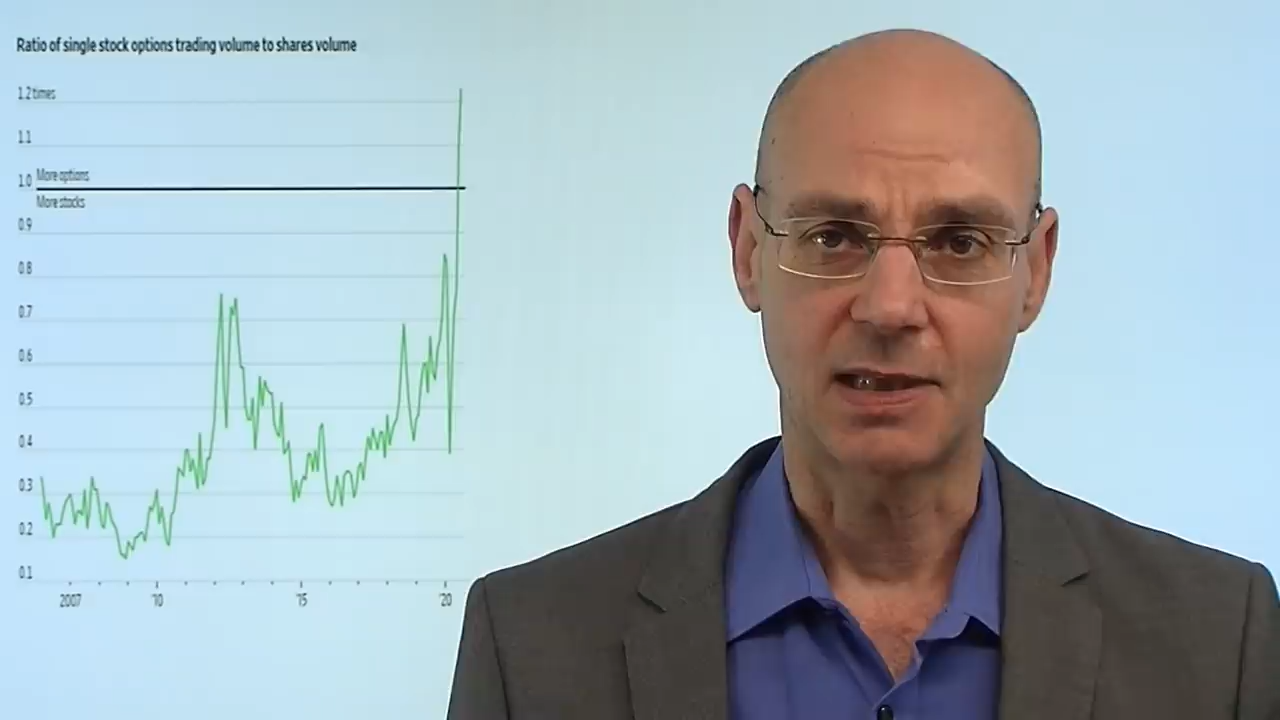 Ratio of single stock options trading volume to shares volume
1.2 times
1.1
More options
1.0
More stocks
0.9
0.8
0.7
0.6
0.5
0.4
0.3
0.2
0.1
2007 '10 '15 '20